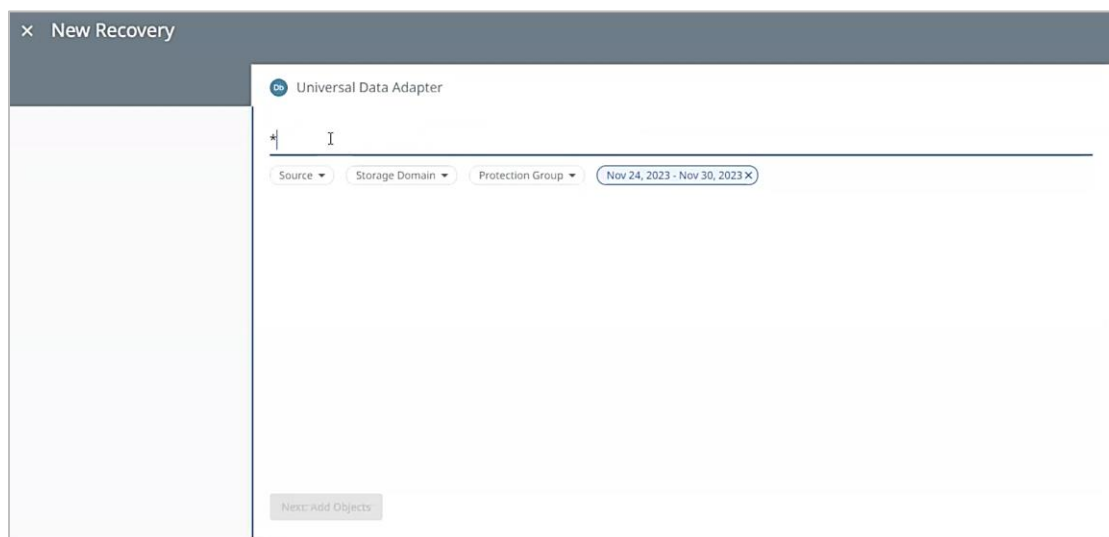 × New Recovery
Db Universal Data Adapter
*
Source Storage Domain Protection Group Nov 24, 2023 - Nov 30, 2023 ×
Next: Add Objects